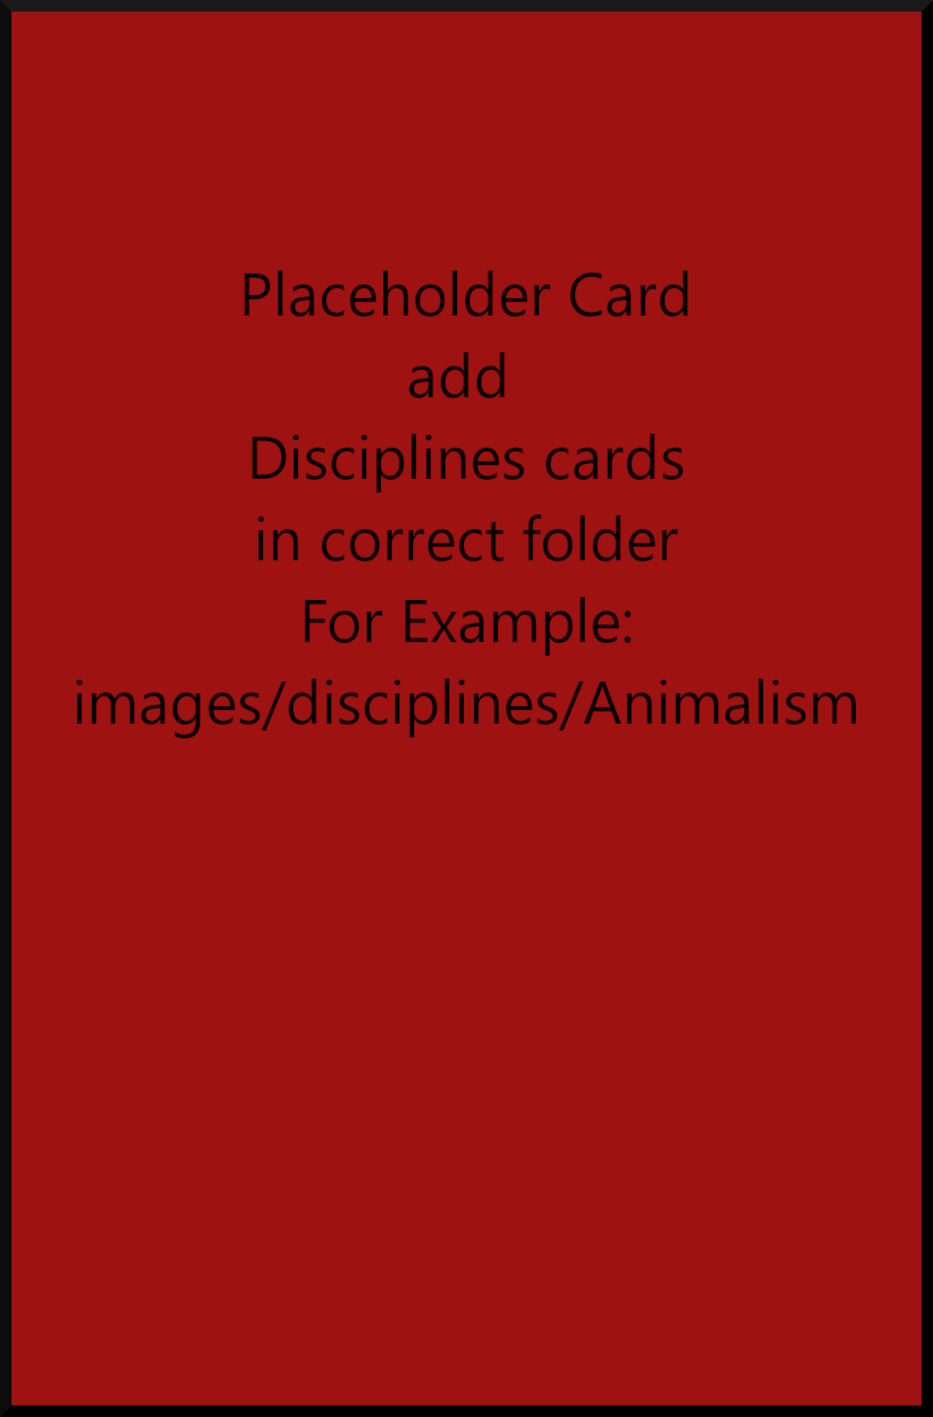 Placeholder Card
add
Disciplines cards
in correct folder
For Example:
images/disciplines/Animalism